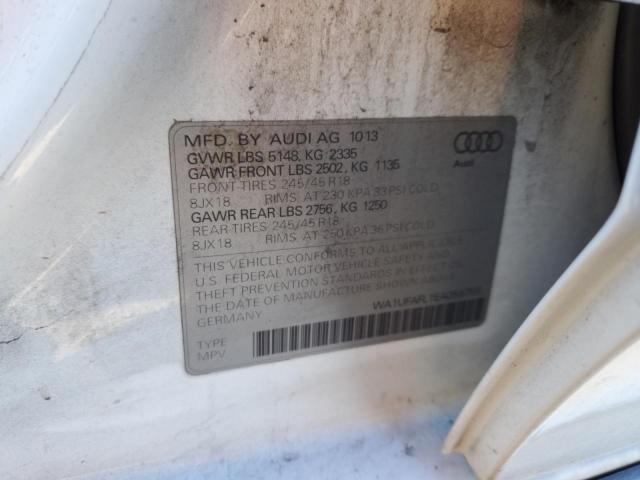 MFD. BY AUDI AG 10 13
GVWR LBS 5148, KG 2335
GAWR FRONT LBS 2502, KG 1135
FRONT-TIRES 245/45 R18
8JX18 RIMS AT 230 KPA 33 PSI COLD
GAWR REAR LBS 2756, KG 1250
REAR-TIRES 245/45 R18
8JX18 RIMS AT 250 KPA 36 PSI COLD
Audi
THIS VEHICLE CONFORMS TO ALL APPLICABLE
U.S. FEDERAL MOTOR VEHICLE SAFETY AND
THEFT PREVENTION STANDARDS IN EFFECT ON
THE DATE OF MANUFACTURE SHOWN ABOVE
GERMANY
TYPE
MPV